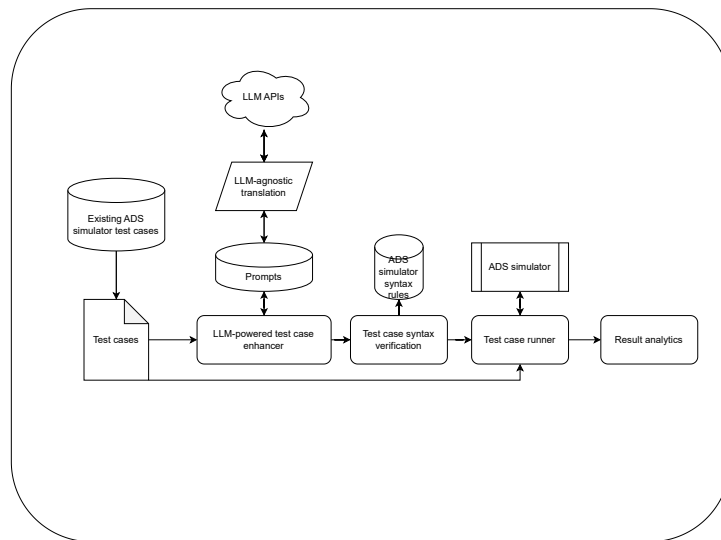 LLM APIs
LLM-agnostic
translation
Existing ADS
simulator test cases
Prompts
ADS
simulator
syntax
rules
ADS simulator
Test cases
LLM-powered test case
enhancer
Test case syntax
verification
Test case runner
Result analytics